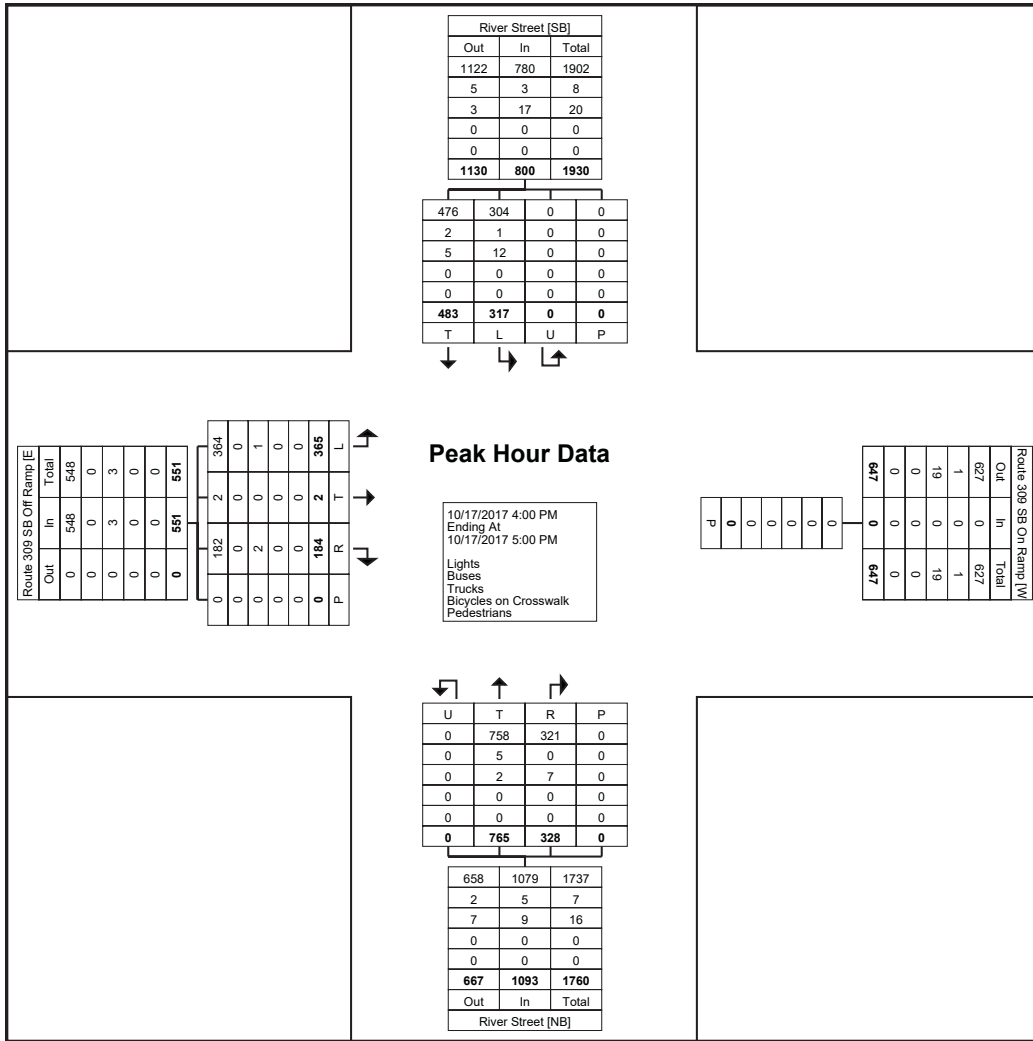 River Street [SB]
Out In Total
1122 780 1902
5 3 8
3 17 20
0 0 0
0 0 0
1130 800 1930
476 304 0 0
2 1 0 0
5 12 0 0
0 0 0 0
0 0 0 0
483 317 0 0
T L U P
Route 309 SB Off Ramp [E
Out In Total
0 548 548
0 0 0
0 3 3
0 0 0
0 0 0
0 551 551
364 0 1 0 0 365 L
2 0 0 0 0 2 T
182 0 2 0 0 184 R
0 0 0 0 0 0 P
Peak Hour Data
10/17/2017 4:00 PM
Ending At
10/17/2017 5:00 PM
Lights
Buses
Trucks
Bicycles on Crosswalk
Pedestrians
P 0 0 0 0 0 0
Route 309 SB On Ramp [W
Out In Total
627 0 627
1 0 1
19 0 19
0 0 0
0 0 0
647 0 647
U T R P
0 758 321 0
0 5 0 0
0 2 7 0
0 0 0 0
0 0 0 0
0 765 328 0
658 1079 1737
2 5 7
7 9 16
0 0 0
0 0 0
667 1093 1760
Out In Total
River Street [NB]